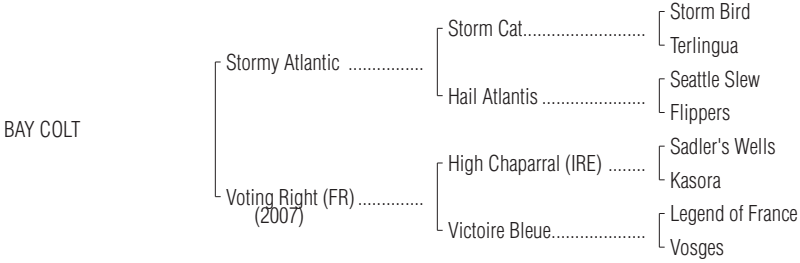 Storm Bird
Storm Cat..........................
Terlingua
Stormy Atlantic ................
Seattle Slew
Hail Atlantis ......................
Flippers
BAY COLT
Sadler's Wells
High Chaparral (IRE) ........
Kasora
Voting Right (FR) ..............
(2007)
Legend of France
Victoire Bleue....................
Vosges